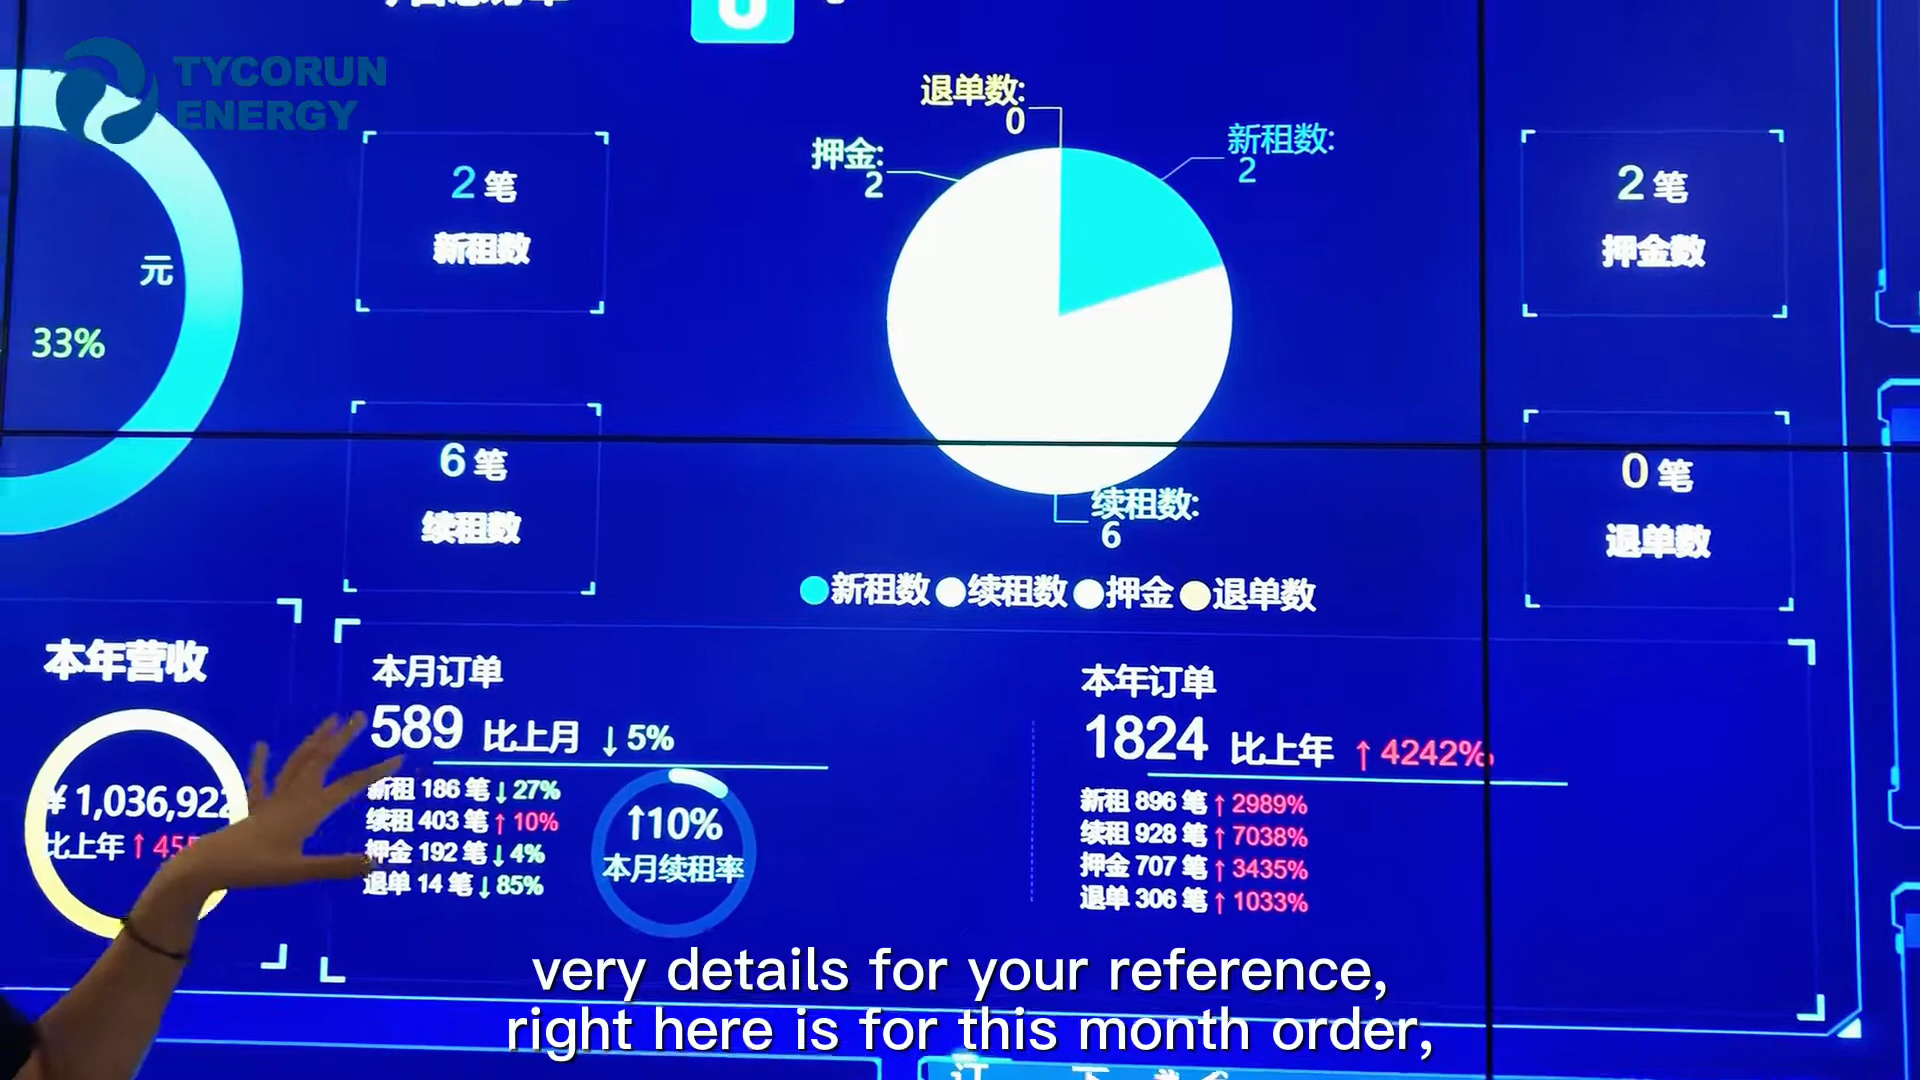 TYCORUN
ENERGY
退单数:
0
押金:
2
新租数:
2
2 笔
新租数
2 笔
押金数
元
33%
6 笔
续租数
续租数:
6
0 笔
退单数
新租数 续租数 押金 退单数
本年营收
¥1,036,922
比上年 ↑ 45
本月订单
589 比上月 ↓ 5%
新租 186 笔 ↓ 27%
续租 403 笔 ↑ 10%
押金 192 笔 ↓ 4%
退单 14 笔 ↓ 85%
↑10%
本月续租率
本年订单
1824 比上年 ↑ 4242%
新租 896 笔 ↑ 2989%
续租 928 笔 ↑ 7038%
押金 707 笔 ↑ 3435%
退单 306 笔 ↑ 1033%
very details for your reference,
right here is for this month order,